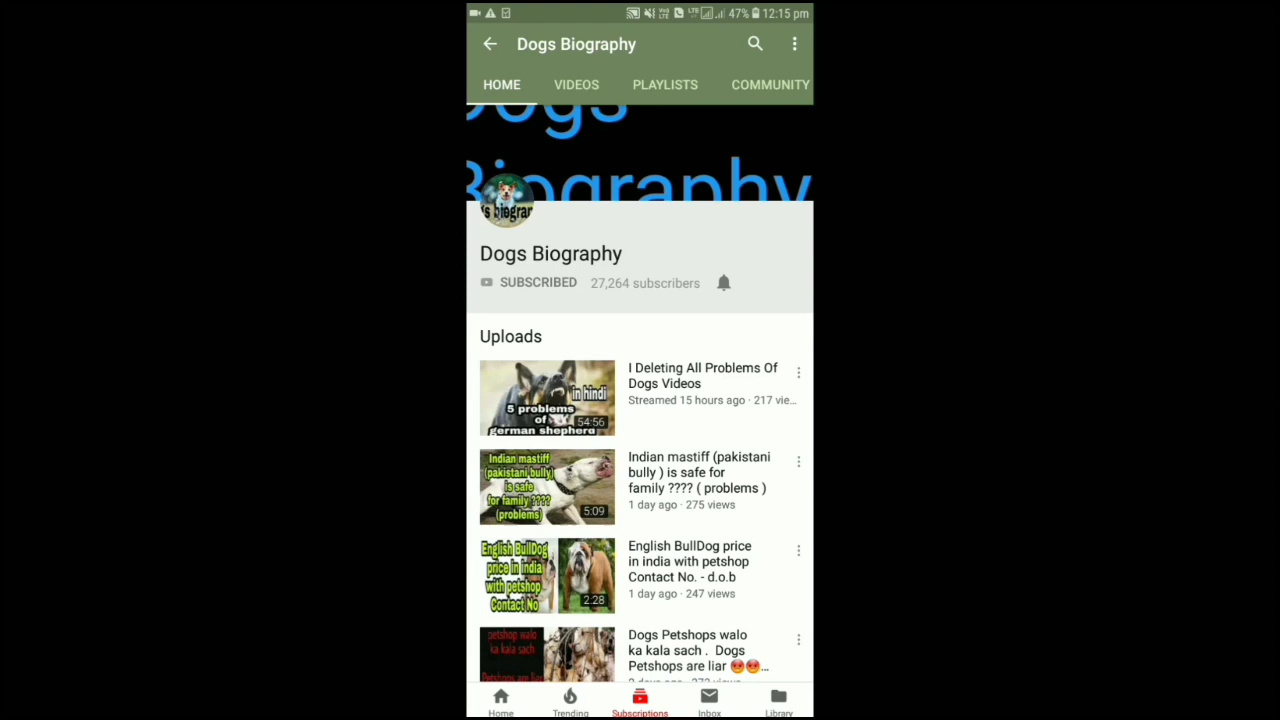 47% 12:15 pm
Dogs Biography
HOME VIDEOS PLAYLISTS COMMUNITY
Dogs
Biography
Dogs Biography
SUBSCRIBED 27,264 subscribers
Uploads
in hindi
5 problems
of
german shepherd
54:56
I Deleting All Problems Of
Dogs Videos
Streamed 15 hours ago · 217 vie...
Indian mastiff
(pakistani bully)
is safe
for family ????
(problems)
5:09
Indian mastiff (pakistani
bully ) is safe for
family ???? ( problems )
1 day ago · 275 views
English BullDog
price in india
with petshop
Contact No
2:28
English BullDog price
in india with petshop
Contact No. - d.o.b
1 day ago · 247 views
petshop walo
ka kala sach
Petshops are liar
Dogs Petshops walo
ka kala sach . Dogs
Petshops are liar 😡😡...
Home Trending Subscriptions Inbox Library